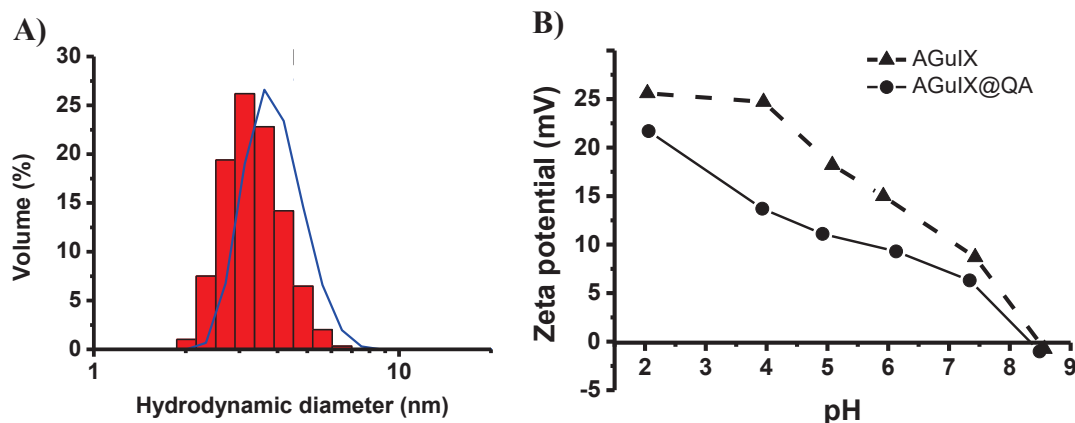 A)
30
25
20
15
10
5
0
Volume (%)
1
10
Hydrodynamic diameter (nm)
B)
AGuIX
AGuIX@QA
25
20
15
10
5
0
-5
Zeta potential (mV)
2 3 4 5 6 7 8 9
pH